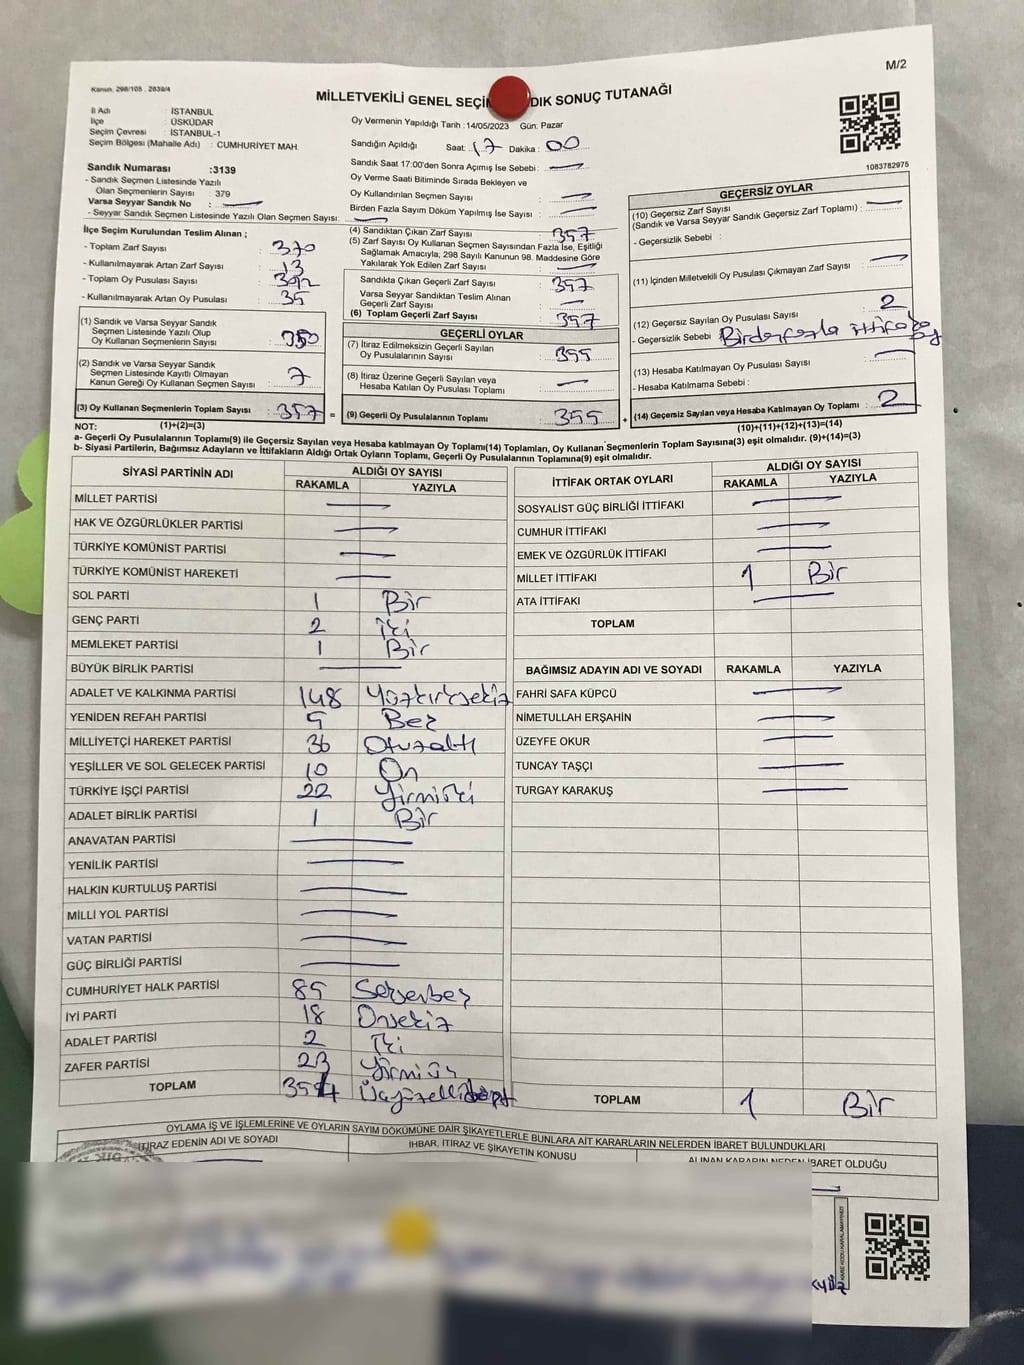 M/2
Kanun: 298/105 . 2839/4
MİLLETVEKİLİ GENEL SEÇİM DIK SONUÇ TUTANAĞI
İl Adı : İSTANBUL
İlçe : ÜSKÜDAR
Seçim Çevresi : İSTANBUL-1
Seçim Bölgesi (Mahalle Adı) : CUMHURİYET MAH.
Sandık Numarası :3139
- Sandık Seçmen Listesinde Yazılı
Olan Seçmenlerin Sayısı : 379
Varsa Seyyar Sandık No
- Seyyar Sandık Seçmen Listesinde Yazılı Olan Seçmen Sayısı:
İlçe Seçim Kurulundan Teslim Alınan ;
- Toplam Zarf Sayısı : 370
- Kullanılmayarak Artan Zarf Sayısı : 13
- Toplam Oy Pusulası Sayısı : 392
- Kullanılmayarak Artan Oy Pusulası : 35
(1) Sandık ve Varsa Seyyar Sandık
Seçmen Listesinde Yazılı Olup
Oy Kullanan Seçmenlerin Sayısı : 350
(2) Sandık ve Varsa Seyyar Sandık
Seçmen Listesinde Kayıtlı Olmayan
Kanun Gereği Oy Kullanan Seçmen Sayısı : 7
(3) Oy Kullanan Seçmenlerin Toplam Sayısı : 357 =
Oy Vermenin Yapıldığı Tarih :14/05/2023 Gün: Pazar
Sandığın Açıldığı Saat: 17 Dakika : 00
Sandık Saat 17:00'den Sonra Açımış İse Sebebi :
Oy Verme Saati Bitiminde Sırada Bekleyen ve
Oy Kullandırılan Seçmen Sayısı
Birden Fazla Sayım Döküm Yapılmış İse Sayısı :
(4) Sandıktan Çıkan Zarf Sayısı : 357
(5) Zarf Sayısı Oy Kullanan Seçmen Sayısından Fazla İse, Eşitliği
Sağlamak Amacıyla; 298 Sayılı Kanunun 98. Maddesine Göre
Yakılarak Yok Edilen Zarf Sayısı :
Sandıkta Çıkan Geçerli Zarf Sayısı : 357
Varsa Seyyar Sandıktan Teslim Alınan
Geçerli Zarf Sayısı :
(6) Toplam Geçerli Zarf Sayısı : 357
GEÇERLİ OYLAR
(7) İtiraz Edilmeksizin Geçerli Sayılan
Oy Pusulalarının Sayısı : 355
(8) İtiraz Üzerine Geçerli Sayılan veya
Hesaba Katılan Oy Pusulası Toplamı :
(9) Geçerli Oy Pusulalarının Toplamı : 355 +
1083782975
GEÇERSİZ OYLAR
(10) Geçersiz Zarf Sayısı
(Sandık ve Varsa Seyyar Sandık Geçersiz Zarf Toplamı) :
- Geçersizlik Sebebi :
(11) İçinden Milletvekili Oy Pusulası Çıkmayan Zarf Sayısı :
(12) Geçersiz Sayılan Oy Pusulası Sayısı : 2
- Geçersizlik Sebebi : Birden fazla ittifaka oy
(13) Hesaba Katılmayan Oy Pusulası Sayısı :
- Hesaba Katılmama Sebebi :
(14) Geçersiz Sayılan veya Hesaba Katılmayan Oy Toplamı : 2
NOT: (1)+(2)=(3) (10)+(11)+(12)+(13)=(14)
a- Geçerli Oy Pusulalarının Toplamı(9) ile Geçersiz Sayılan veya Hesaba katılmayan Oy Toplamı(14) Toplamları, Oy Kullanan Seçmenlerin Toplam Sayısına(3) eşit olmalıdır. (9)+(14)=(3)
b- Siyasi Partilerin, Bağımsız Adayların ve İttifakların Aldığı Ortak Oyların Toplamı, Geçerli Oy Pusulalarının Toplamına(9) eşit olmalıdır.
SİYASİ PARTİNİN ADI ALDIĞI OY SAYISI
RAKAMLA YAZIYLA
MİLLET PARTİSİ
HAK VE ÖZGÜRLÜKLER PARTİSİ
TÜRKİYE KOMÜNİST PARTİSİ
TÜRKİYE KOMÜNİST HAREKETİ
SOL PARTİ 1 Bir
GENÇ PARTİ 2 İki
MEMLEKET PARTİSİ 1 Bir
BÜYÜK BİRLİK PARTİSİ
ADALET VE KALKINMA PARTİSİ 148 Yüzkırksekiz
YENİDEN REFAH PARTİSİ 5 Beş
MİLLİYETÇİ HAREKET PARTİSİ 36 Otuzaltı
YEŞİLLER VE SOL GELECEK PARTİSİ 10 On
TÜRKİYE İŞÇİ PARTİSİ 22 Yirmiiki
ADALET BİRLİK PARTİSİ 1 Bir
ANAVATAN PARTİSİ
YENİLİK PARTİSİ
HALKIN KURTULUŞ PARTİSİ
MİLLİ YOL PARTİSİ
VATAN PARTİSİ
GÜÇ BİRLİĞİ PARTİSİ
CUMHURİYET HALK PARTİSİ 85 Seksenbeş
İYİ PARTİ 18 Onsekiz
ADALET PARTİSİ 2 İki
ZAFER PARTİSİ 23 Yirmiüç
TOPLAM 354 Üçyüzellidört
İTTİFAK ORTAK OYLARI ALDIĞI OY SAYISI
RAKAMLA YAZIYLA
SOSYALİST GÜÇ BİRLİĞİ İTTİFAKI
CUMHUR İTTİFAKI
EMEK VE ÖZGÜRLÜK İTTİFAKI
MİLLET İTTİFAKI 1 Bir
ATA İTTİFAKI
TOPLAM
BAĞIMSIZ ADAYIN ADI VE SOYADI RAKAMLA YAZIYLA
FAHRİ SAFA KÜPCÜ
NİMETULLAH ERŞAHİN
ÜZEYFE OKUR
TUNCAY TAŞÇI
TURGAY KARAKUŞ
TOPLAM 1 Bir
OYLAMA İŞ VE İŞLEMLERİNE VE OYLARIN SAYIM DÖKÜMÜNE DAİR ŞİKAYETLERLE BUNLARA AİT KARARLARIN NELERDEN İBARET BULUNDUKLARI
İTİRAZ EDENİN ADI VE SOYADI İHBAR, İTİRAZ VE ŞİKAYETİN KONUSU ALINAN KARARIN NEDEN İBARET OLDUĞU
KARE KODU KARALAMAYINIZ!